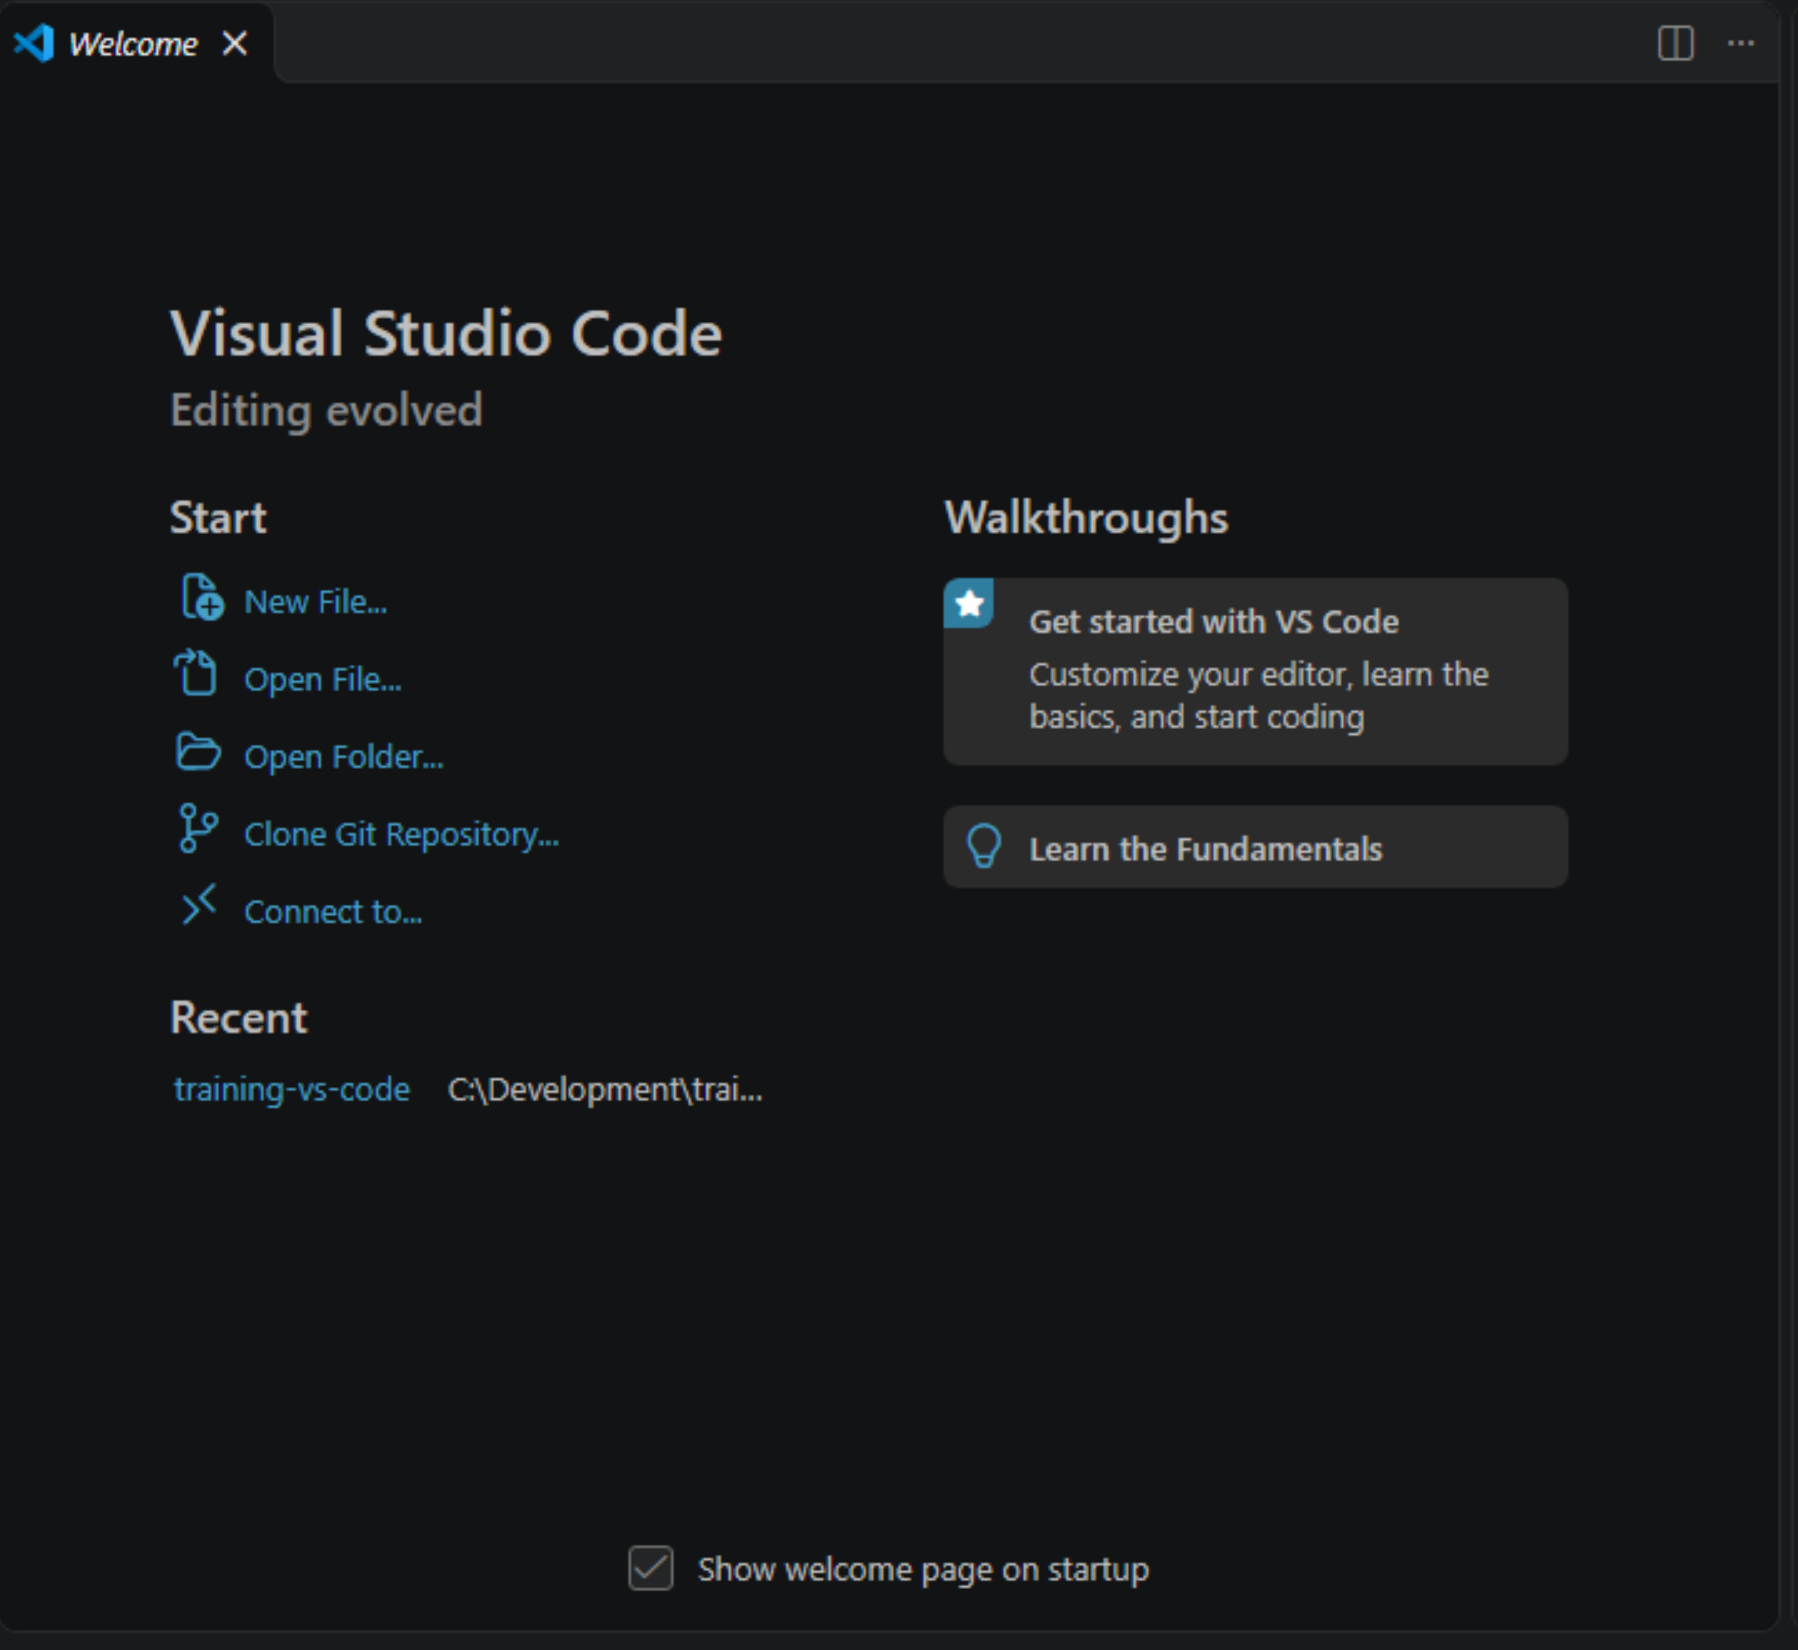 Welcome
Visual Studio Code
Editing evolved
Start
New File...
Open File...
Open Folder...
Clone Git Repository...
Connect to...
Recent
training-vs-code C:\Development\trai...
Walkthroughs
Get started with VS Code
Customize your editor, learn the
basics, and start coding
Learn the Fundamentals
Show welcome page on startup